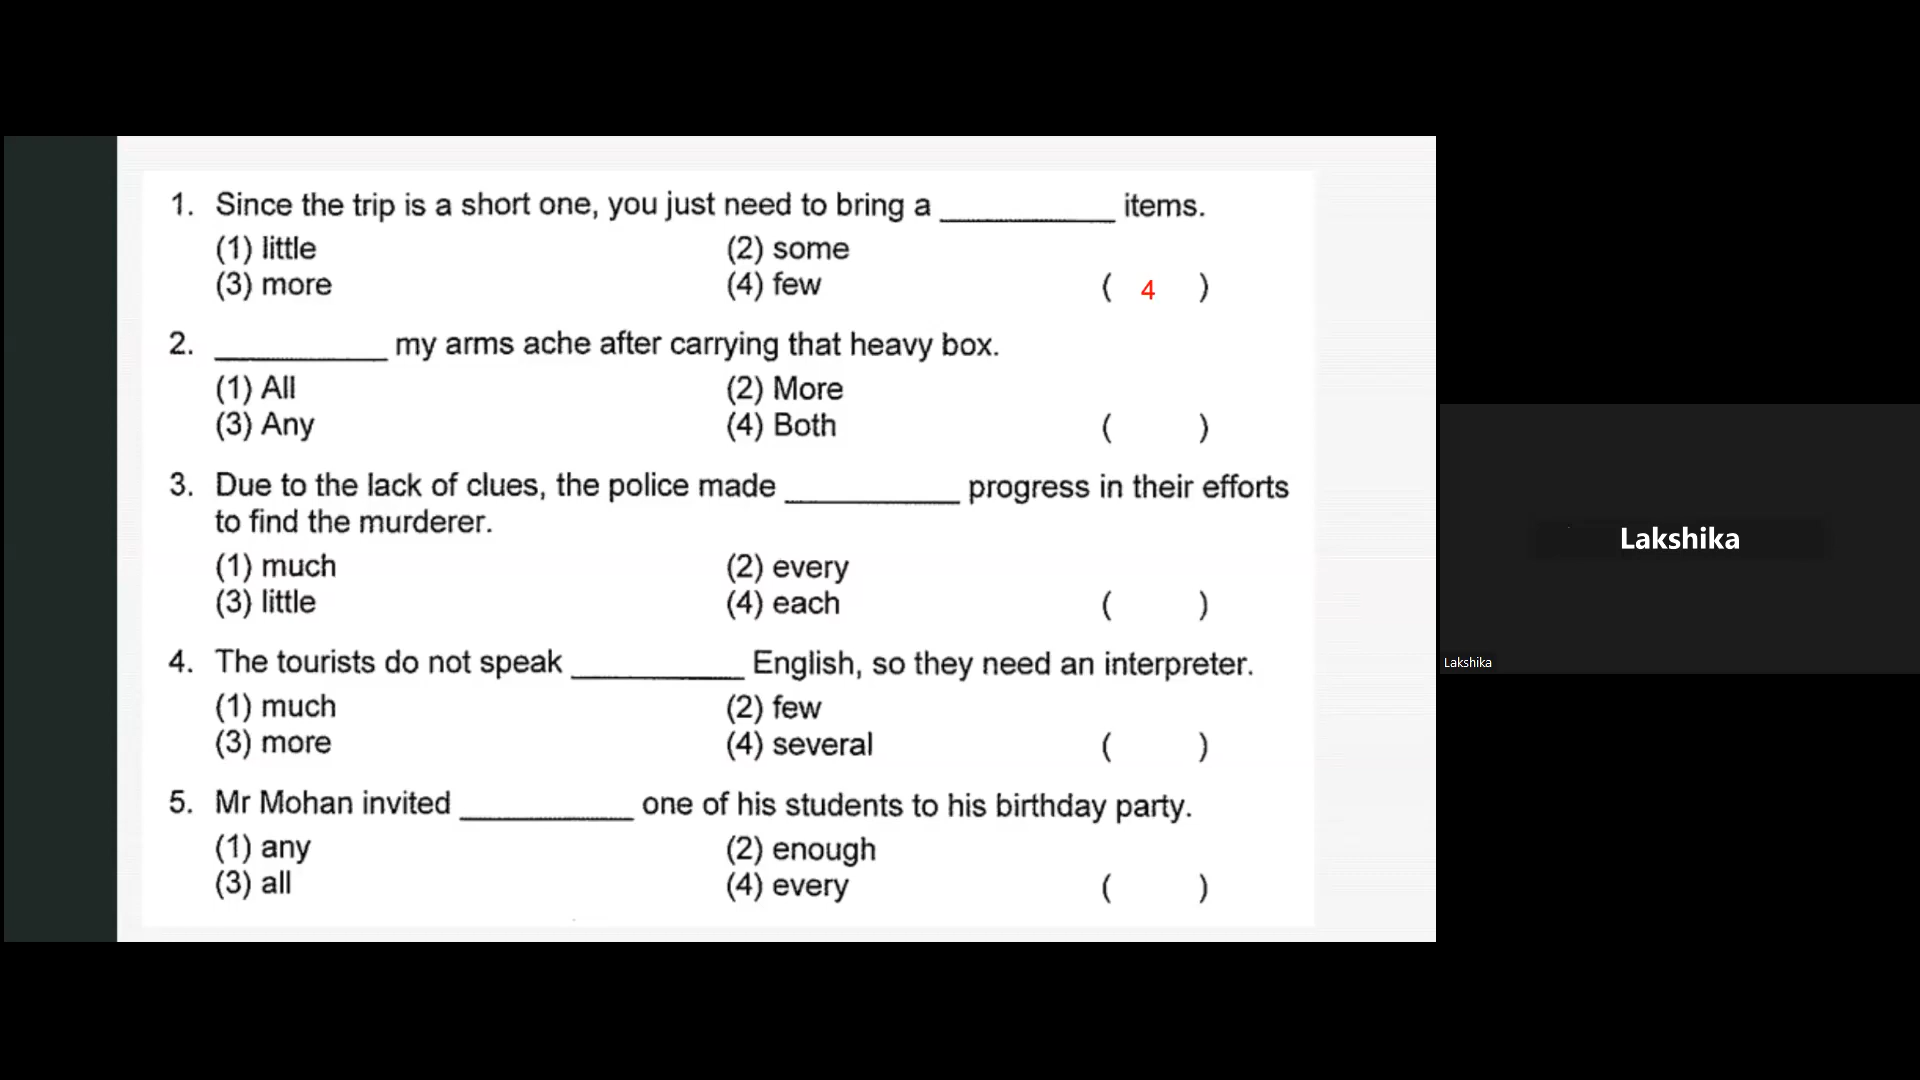 1. Since the trip is a short one, you just need to bring a __________ items.
(1) little (2) some
(3) more (4) few ( 4 )
2. __________ my arms ache after carrying that heavy box.
(1) All (2) More
(3) Any (4) Both ( )
3. Due to the lack of clues, the police made __________ progress in their efforts
to find the murderer.
(1) much (2) every
(3) little (4) each ( )
4. The tourists do not speak __________ English, so they need an interpreter.
(1) much (2) few
(3) more (4) several ( )
5. Mr Mohan invited __________ one of his students to his birthday party.
(1) any (2) enough
(3) all (4) every ( )
Lakshika
Lakshika